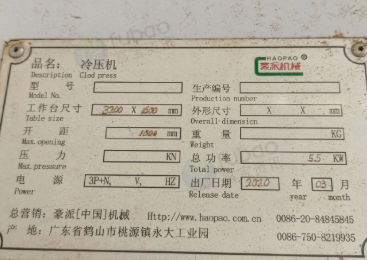 品名: 冷压机 HAOPAO
Description Clod press 豪派机械
型号 生产编号
Model No. Production number
工作台尺寸 X 1500 mm 外形尺寸 X X mm
Table size Overall dimension
开距 mm 重量 KG
Max.opening Weight
压力 KN 总功率 5.5 KW
Max.pressure Total power
电源 3P+N, V, HZ 出厂日期 2020 年 03 月
Power Release date year month
总营销: 豪派[中国]机械 Http://www.haopao.com.cn 0086-20-84845845
产地: 广东省鹤山市桃源镇永大工业园 0086-750-8219935